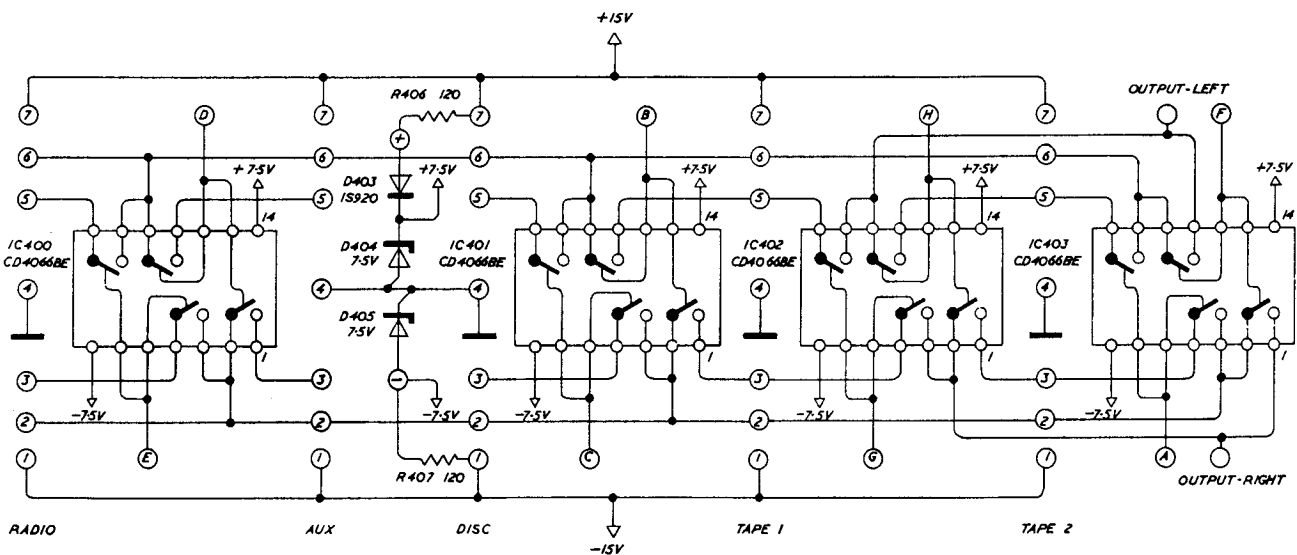 +15V
R406 120
OUTPUT-LEFT
7
D
7
7
B
7
H
7
F
+
6
6
6
6
6
+7·5V
D403
1S920
+7·5V
+7·5V
+7·5V
+7·5V
5
5
5
5
5
14
14
14
14
IC400
CD4066BE
D404
7·5V
IC401
CD4066BE
IC402
CD4066BE
IC403
CD4066BE
4
4
4
4
4
D405
7·5V
1
1
1
1
3
3
3
3
3
−
−7·5V
−7·5V
−7·5V
−7·5V
−7·5V
2
2
2
2
2
1
E
1
R407 120
1
C
1
G
1
A
OUTPUT-RIGHT
RADIO
AUX
DISC
−15V
TAPE 1
TAPE 2